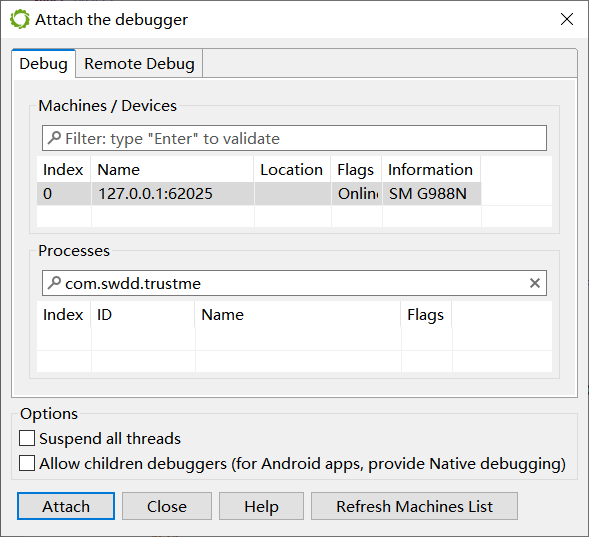 Attach the debugger
Debug Remote Debug
Machines / Devices
Filter: type "Enter" to validate
Index Name Location Flags Information
0 127.0.0.1:62025 Online SM G988N
Processes
com.swdd.trustme
Index ID Name Flags
Options
Suspend all threads
Allow children debuggers (for Android apps, provide Native debugging)
Attach Close Help Refresh Machines List